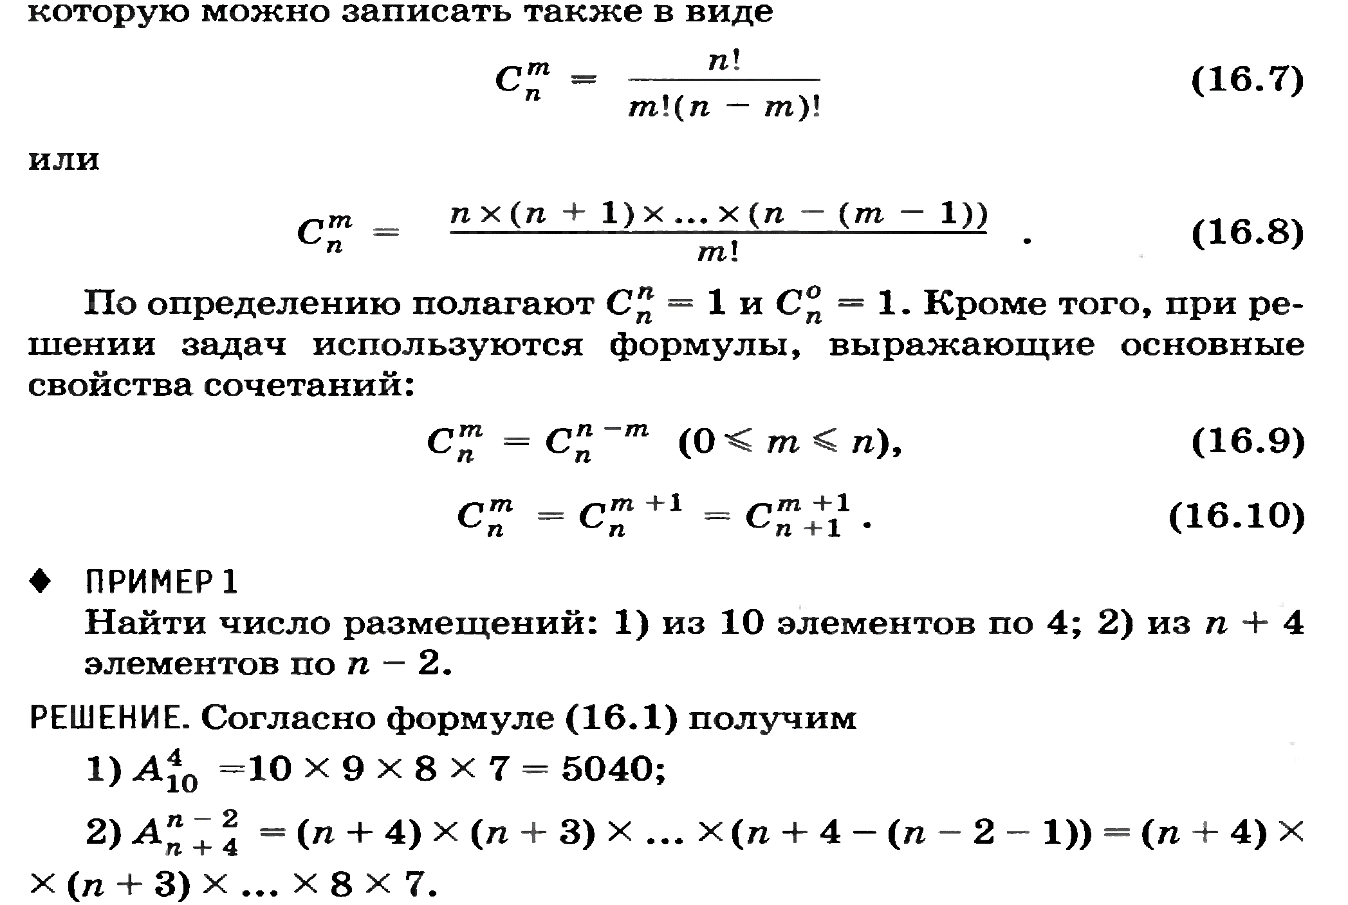 которую можно записать также в виде
C_n^m = n! / m!(n − m)! (16.7)
или
C_n^m = n×(n + 1)×...×(n − (m − 1)) / m! . (16.8)
По определению полагают C_n^n = 1 и C_n^o = 1. Кроме того, при ре-
шении задач используются формулы, выражающие основные
свойства сочетаний:
C_n^m = C_n^{n−m} (0 ⩽ m ⩽ n), (16.9)
C_n^m = C_n^{m+1} = C_{n+1}^{m+1}. (16.10)
♦ ПРИМЕР 1
Найти число размещений: 1) из 10 элементов по 4; 2) из n + 4
элементов по n − 2.
РЕШЕНИЕ. Согласно формуле (16.1) получим
1) A_{10}^4 =10 × 9 × 8 × 7 = 5040;
2) A_{n+4}^{n−2} = (n + 4) × (n + 3) × ... ×(n + 4 − (n − 2 − 1)) = (n + 4) ×
× (n + 3) × ... × 8 × 7.